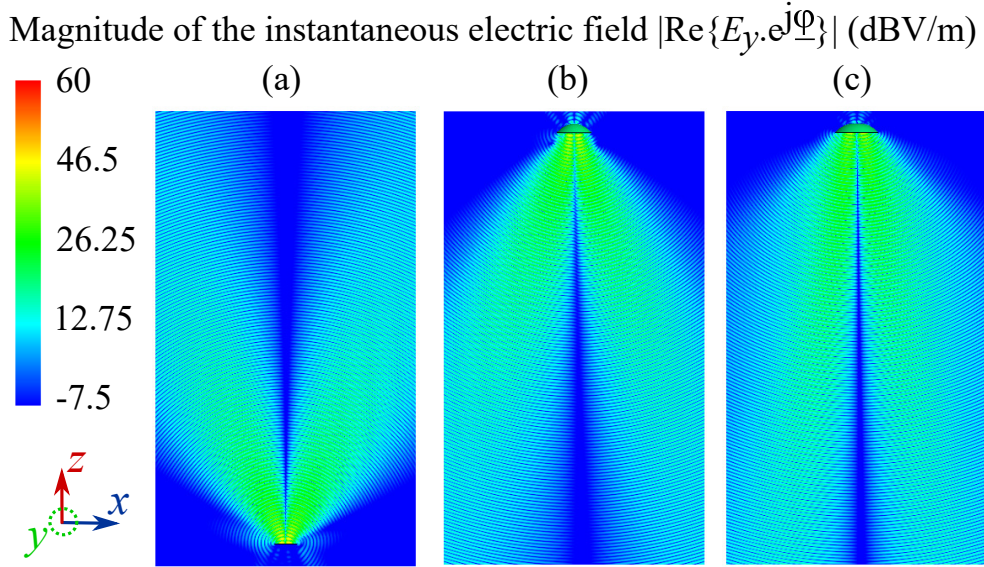 Magnitude of the instantaneous electric field |Re{Ey.ejφ}| (dBV/m)
(a) (b) (c)
60
46.5
26.25
12.75
-7.5
z
x
y